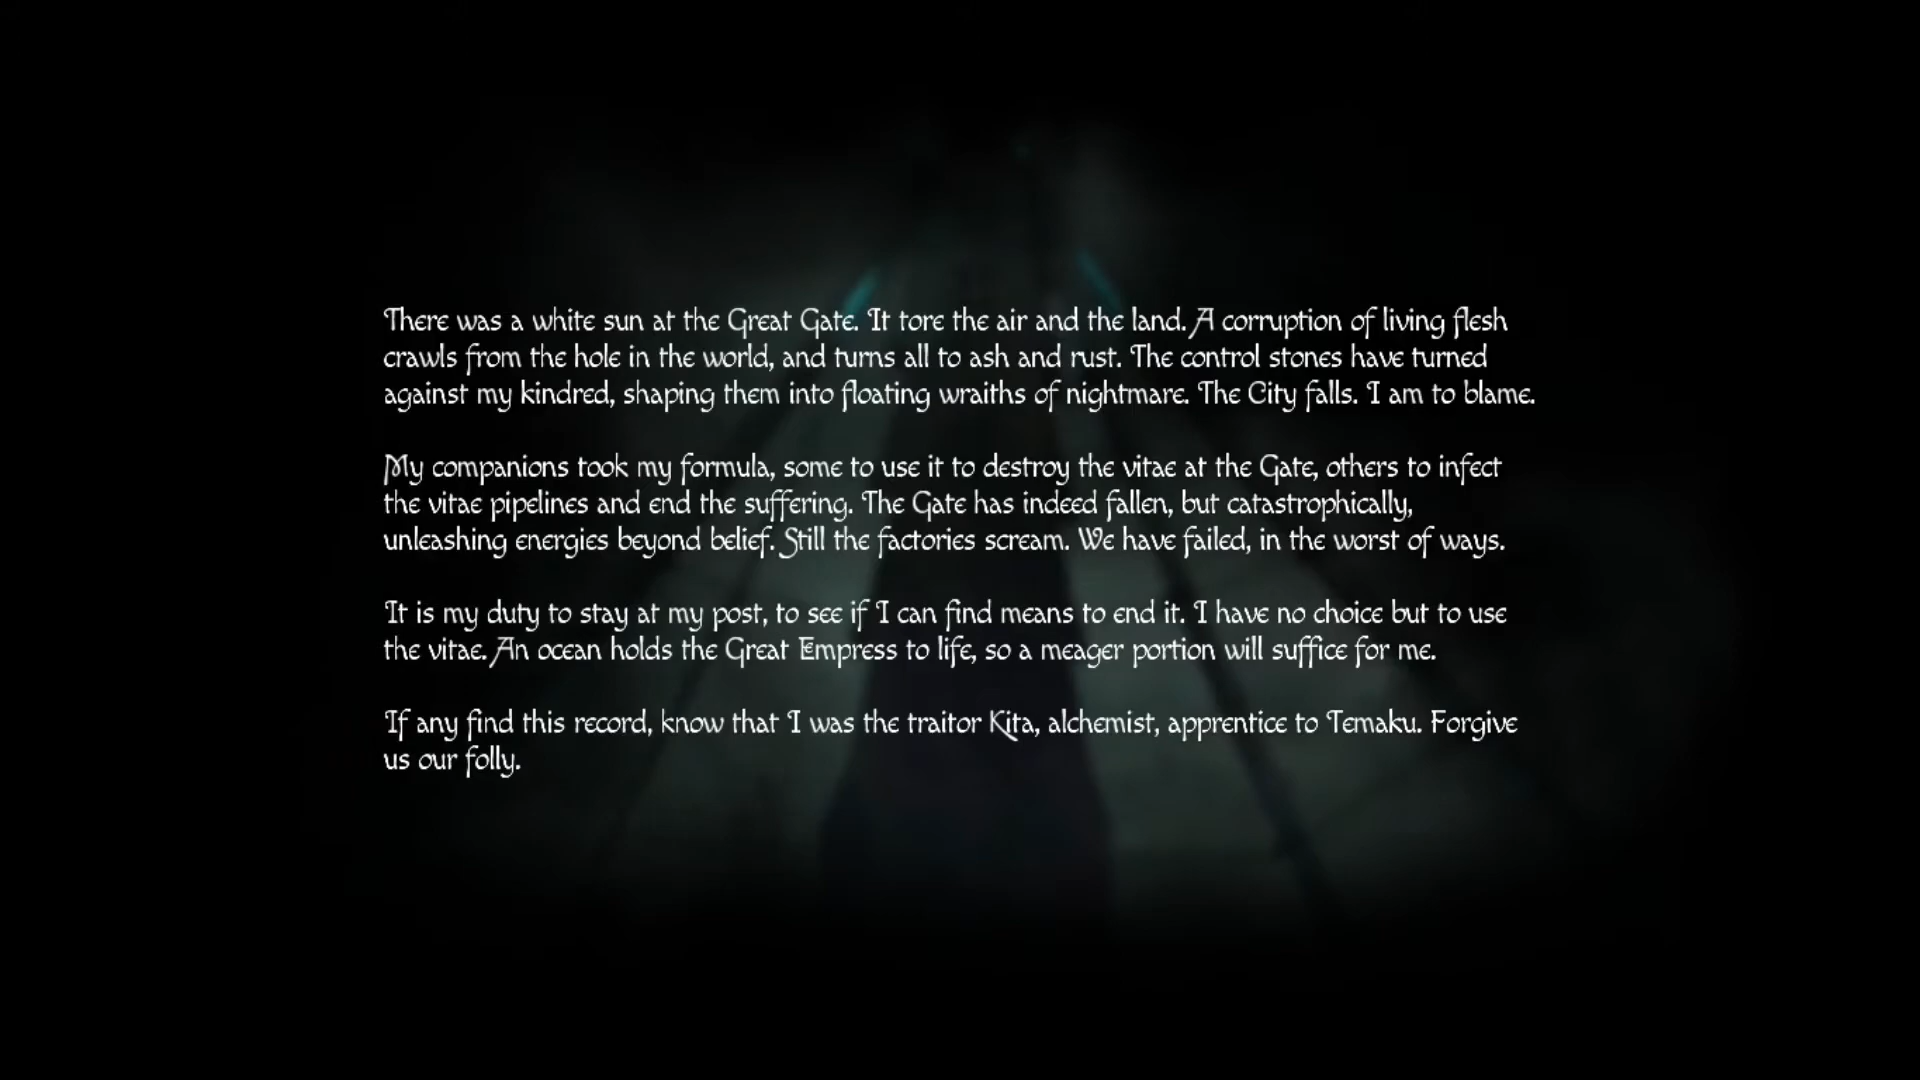 There was a white sun at the Great Gate. It tore the air and the land. A corruption of living flesh
crawls from the hole in the world, and turns all to ash and rust. The control stones have turned
against my kindred, shaping them into floating wraiths of nightmare. The City falls. I am to blame.
My companions took my formula, some to use it to destroy the vitae at the Gate, others to infect
the vitae pipelines and end the suffering. The Gate has indeed fallen, but catastrophically,
unleashing energies beyond belief. Still the factories scream. We have failed, in the worst of ways.
It is my duty to stay at my post, to see if I can find means to end it. I have no choice but to use
the vitae. An ocean holds the Great Empress to life, so a meager portion will suffice for me.
If any find this record, know that I was the traitor Kita, alchemist, apprentice to Temaku. Forgive
us our folly.